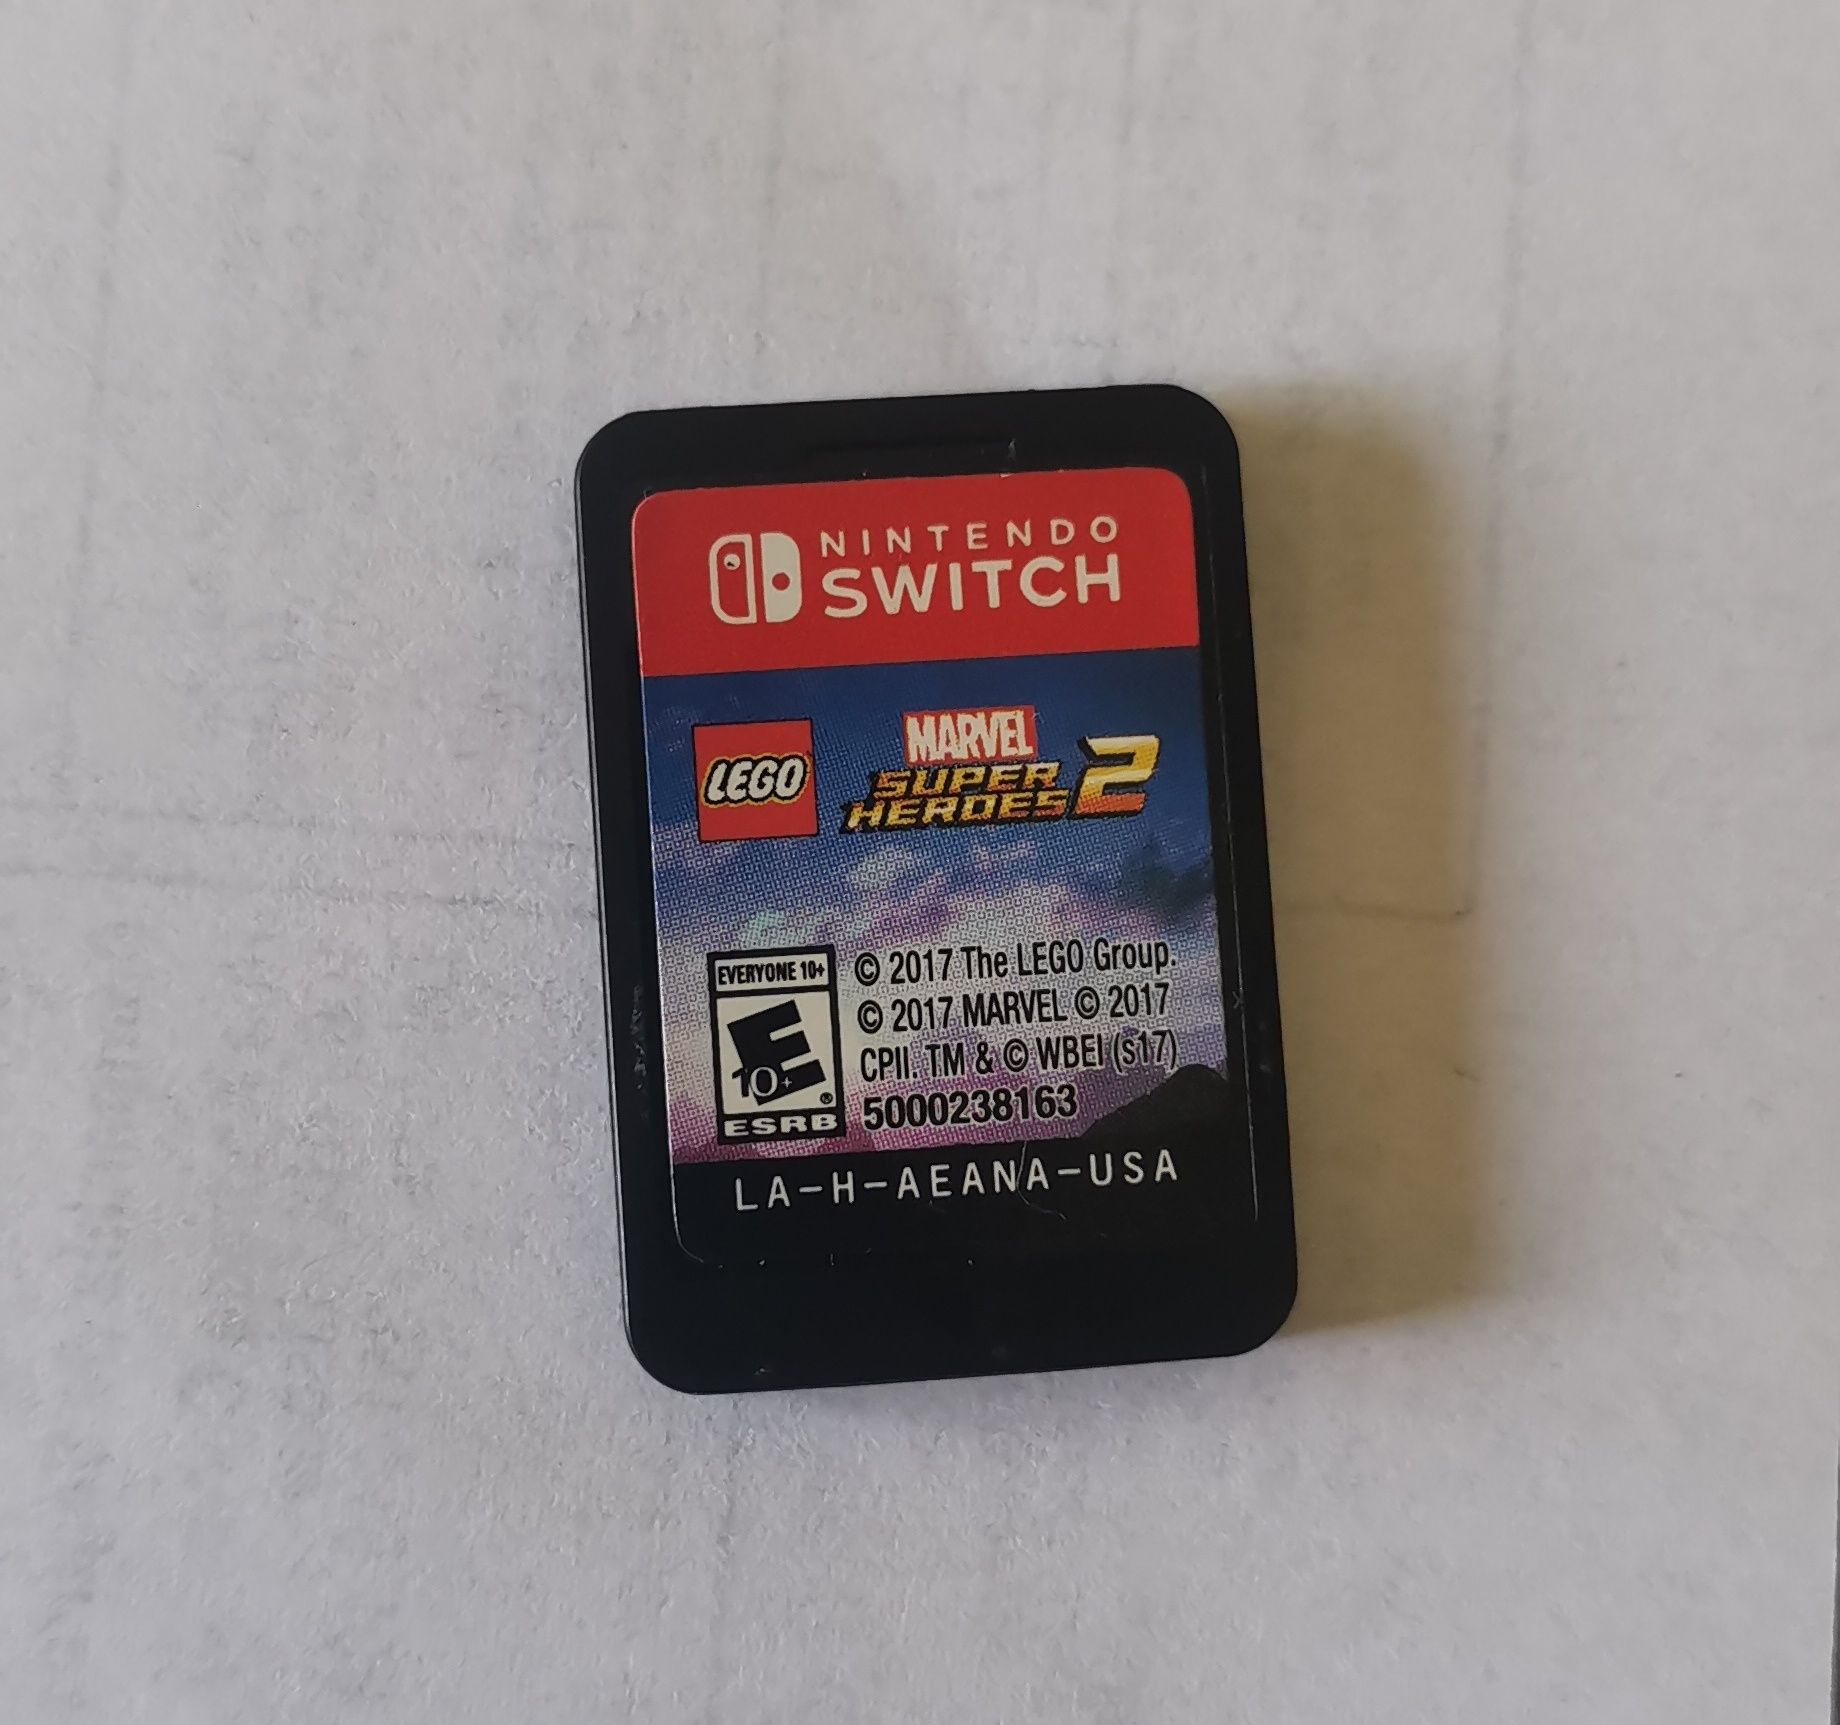 NINTENDO
SWITCH
LEGO
MARVEL
SUPER
HEROES 2
EVERYONE 10+
E
10+
®
ESRB
© 2017 The LEGO Group.
© 2017 MARVEL © 2017
CPII. TM & © WBEI (s17)
5000238163
LA-H-AEANA-USA